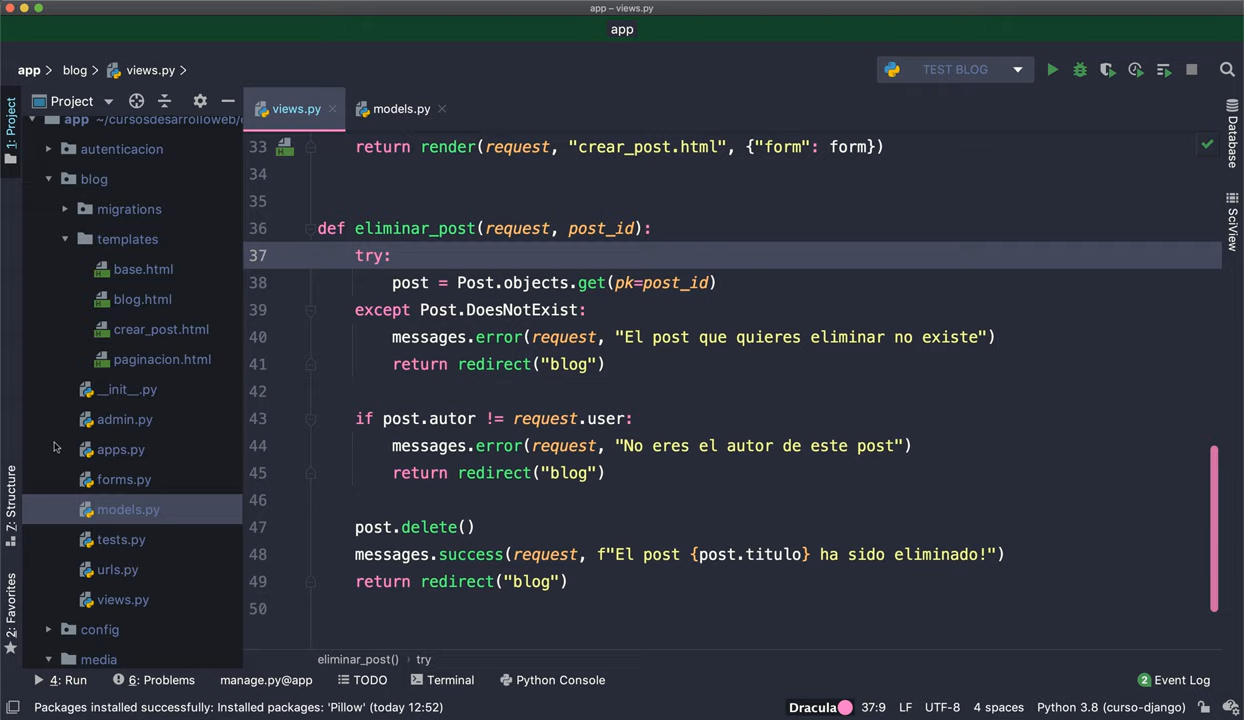 app – views.py
app
app
blog
views.py
TEST BLOG
1: Project
Project
views.py
models.py
app ~/cursosdesarrolloweb/
autenticacion
blog
migrations
templates
base.html
blog.html
crear_post.html
paginacion.html
__init__.py
admin.py
apps.py
forms.py
models.py
tests.py
urls.py
views.py
config
media
33 return render(request, "crear_post.html", {"form": form})
34
35
36 def eliminar_post(request, post_id):
37 try:
38 post = Post.objects.get(pk=post_id)
39 except Post.DoesNotExist:
40 messages.error(request, "El post que quieres eliminar no existe")
41 return redirect("blog")
42
43 if post.autor != request.user:
44 messages.error(request, "No eres el autor de este post")
45 return redirect("blog")
46
47 post.delete()
48 messages.success(request, f"El post {post.titulo} ha sido eliminado!")
49 return redirect("blog")
50
Database
SciView
Z: Structure
2: Favorites
eliminar_post()
try
4: Run
6: Problems
manage.py@app
TODO
Terminal
Python Console
2 Event Log
Packages installed successfully: Installed packages: 'Pillow' (today 12:52)
Dracula
37:9
LF
UTF-8
4 spaces
Python 3.8 (curso-django)